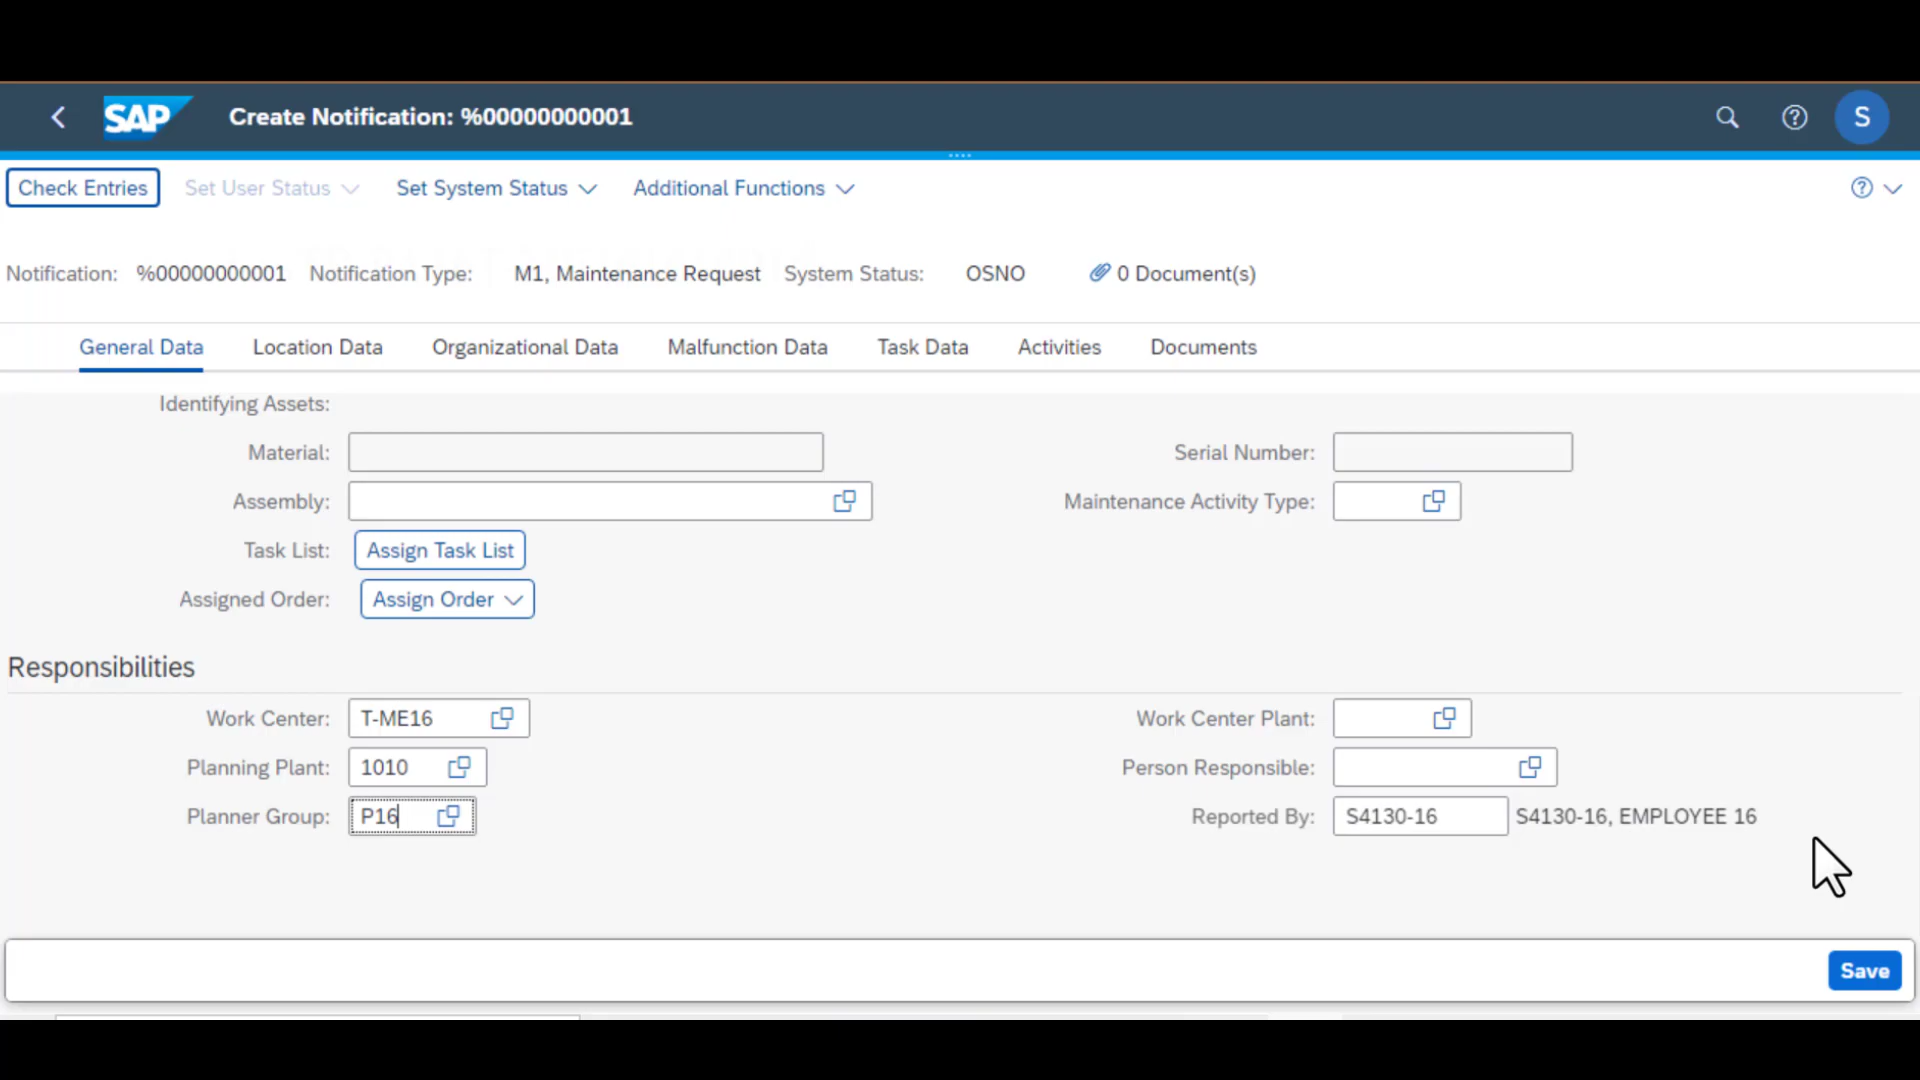 SAP Create Notification: %00000000001 S
Check Entries Set User Status Set System Status Additional Functions
Notification: %00000000001 Notification Type: M1, Maintenance Request System Status: OSNO 0 Document(s)
General Data Location Data Organizational Data Malfunction Data Task Data Activities Documents
Identifying Assets:
Material: Serial Number:
Assembly: Maintenance Activity Type:
Task List: Assign Task List
Assigned Order: Assign Order
Responsibilities
Work Center: T-ME16 Work Center Plant:
Planning Plant: 1010 Person Responsible:
Planner Group: P16 Reported By: S4130-16 S4130-16, EMPLOYEE 16
Save